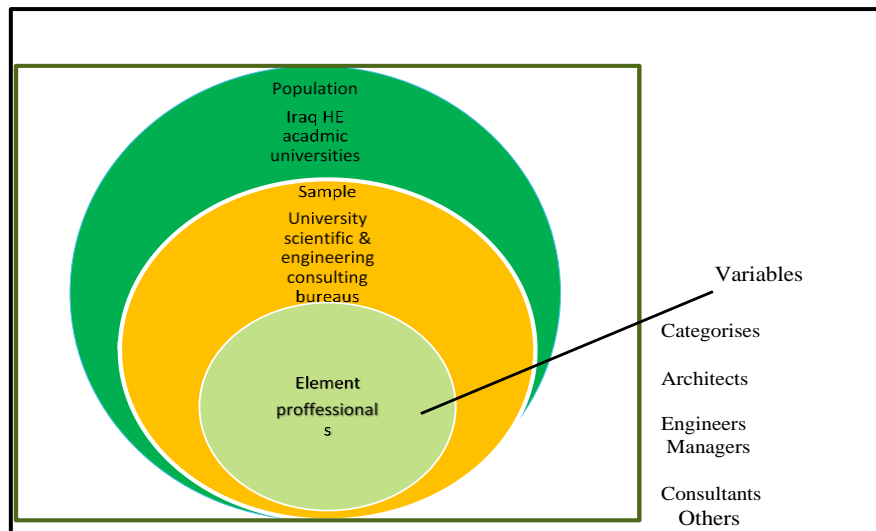 Population
Iraq HE
acadmic
universities
Sample
University
scientific &
engineering
consulting
bureaus
Element
proffessional
s
Variables
Categorises
Architects
Engineers
Managers
Consultants
Others